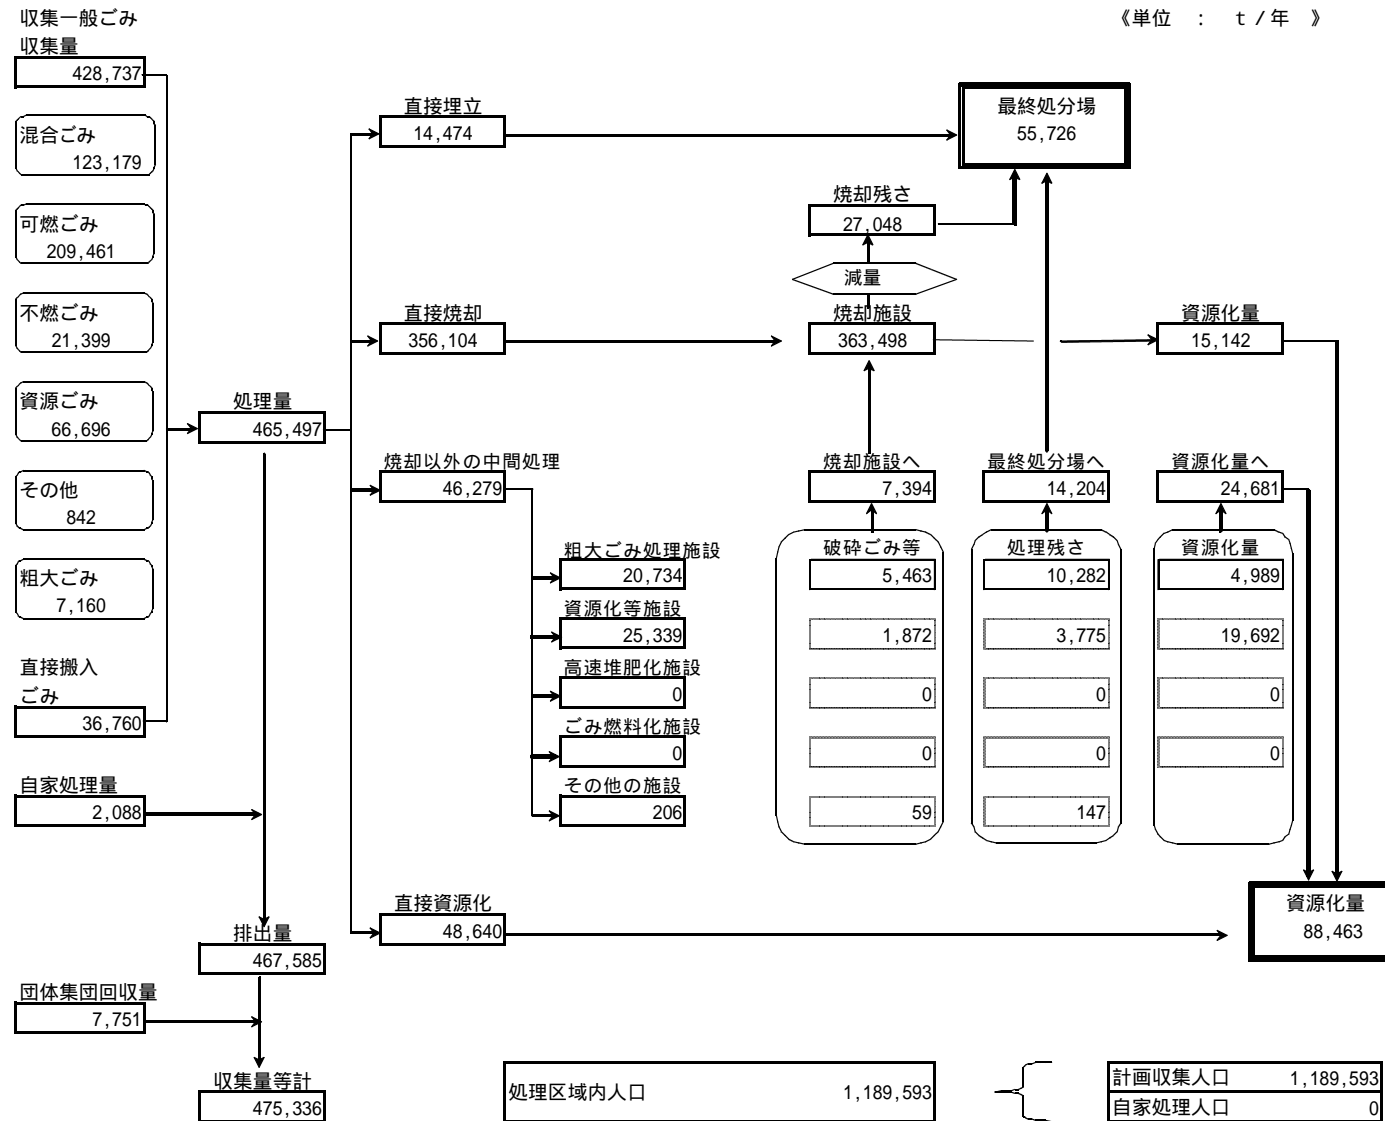 収集一般ごみ
《単位 : t/年 》
収集量
428,737
混合ごみ
123,179
可燃ごみ
209,461
不燃ごみ
21,399
資源ごみ
66,696
その他
842
粗大ごみ
7,160
直接搬入
ごみ
36,760
自家処理量
2,088
団体集団回収量
7,751
処理量
465,497
排出量
467,585
収集量等計
475,336
直接埋立
14,474
直接焼却
356,104
焼却以外の中間処理
46,279
粗大ごみ処理施設
20,734
資源化等施設
25,339
高速堆肥化施設
0
ごみ燃料化施設
0
その他の施設
206
直接資源化
48,640
最終処分場
55,726
焼却残さ
27,048
減量
焼却施設
363,498
資源化量
15,142
焼却施設へ
7,394
破砕ごみ等
5,463
1,872
0
0
59
最終処分場へ
14,204
処理残さ
10,282
3,775
0
0
147
資源化量へ
24,681
資源化量
4,989
19,692
0
0
資源化量
88,463
処理区域内人口 1,189,593
計画収集人口 1,189,593
自家処理人口 0